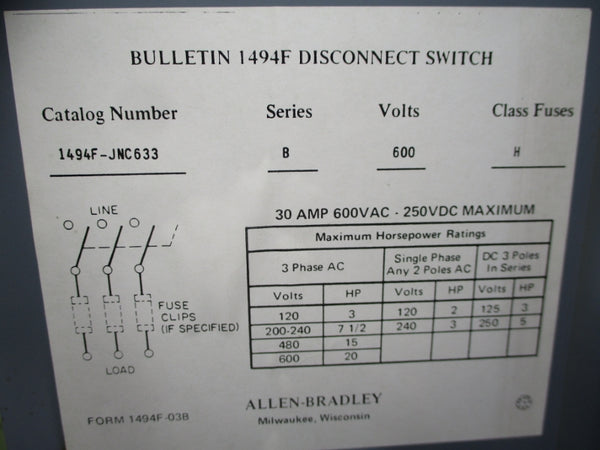 BULLETIN 1494F DISCONNECT SWITCH
Catalog Number Series Volts Class Fuses
1494F-JNC633 B 600 H
LINE
FUSE
CLIPS
(IF SPECIFIED)
LOAD
30 AMP 600VAC - 250VDC MAXIMUM
Maximum Horsepower Ratings
3 Phase AC Single Phase Any 2 Poles AC DC 3 Poles In Series
Volts HP Volts HP Volts HP
120 3 120 2 125 3
200-240 7 1/2 240 3 250 5
480 15
600 20
FORM 1494F-03B
ALLEN-BRADLEY
Milwaukee, Wisconsin